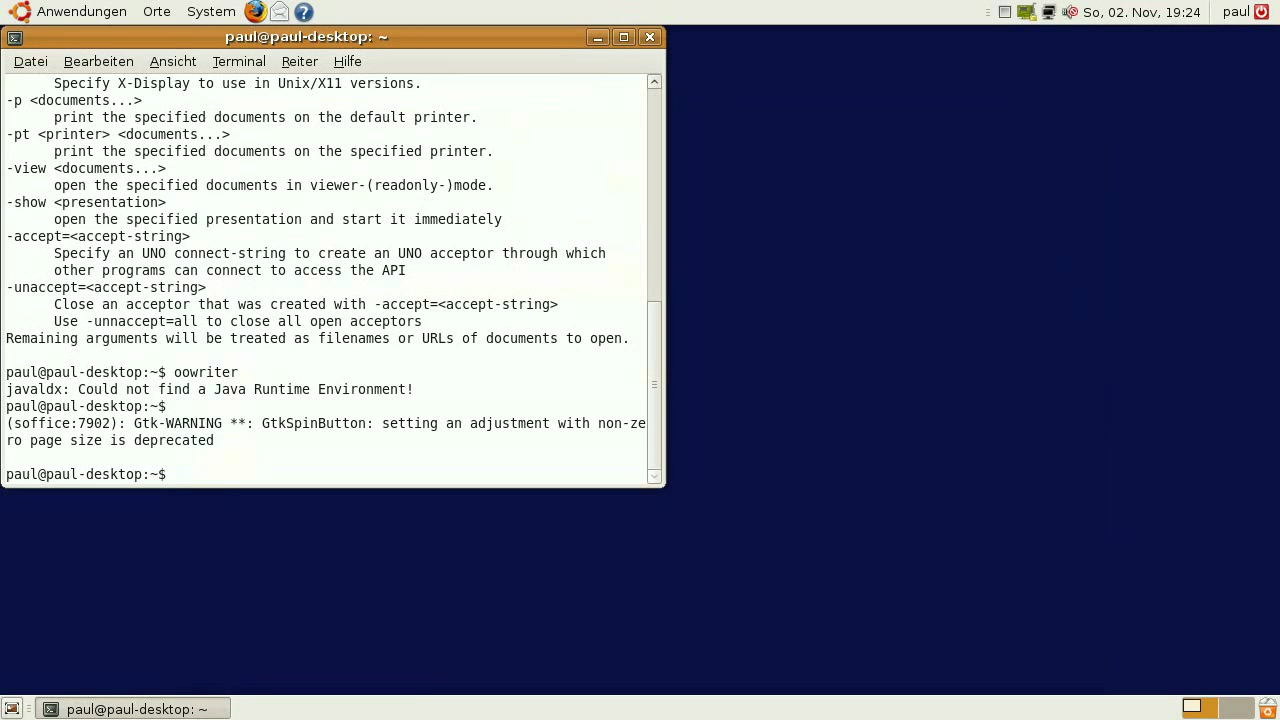 Anwendungen Orte System So, 02. Nov, 19:24 paul
paul@paul-desktop: ~
Datei Bearbeiten Ansicht Terminal Reiter Hilfe
Specify X-Display to use in Unix/X11 versions.
-p <documents...>
print the specified documents on the default printer.
-pt <printer> <documents...>
print the specified documents on the specified printer.
-view <documents...>
open the specified documents in viewer-(readonly-)mode.
-show <presentation>
open the specified presentation and start it immediately
-accept=<accept-string>
Specify an UNO connect-string to create an UNO acceptor through which
other programs can connect to access the API
-unaccept=<accept-string>
Close an acceptor that was created with -accept=<accept-string>
Use -unnaccept=all to close all open acceptors
Remaining arguments will be treated as filenames or URLs of documents to open.
paul@paul-desktop:~$ oowriter
javaldx: Could not find a Java Runtime Environment!
paul@paul-desktop:~$
(soffice:7902): Gtk-WARNING **: GtkSpinButton: setting an adjustment with non-ze
ro page size is deprecated
paul@paul-desktop:~$
paul@paul-desktop: ~